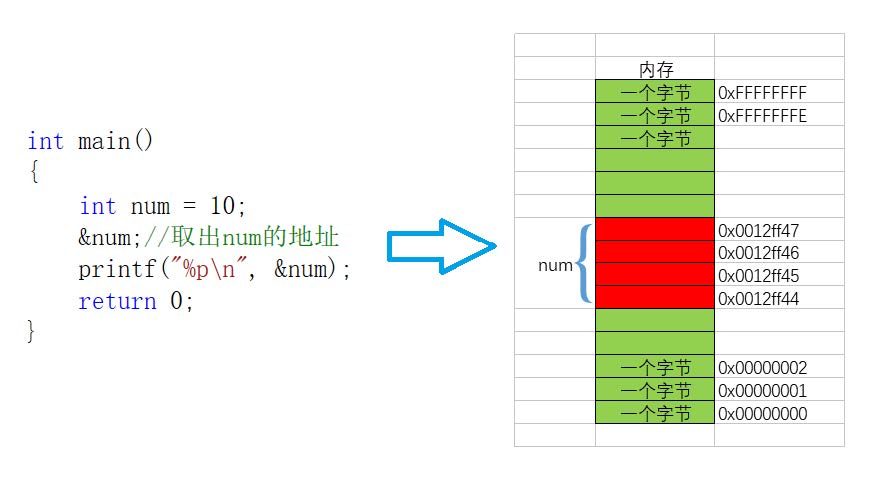 int main()
{
int num = 10;
&num;//取出num的地址
printf("%p\n", &num);
return 0;
}
内存
一个字节 0xFFFFFFFF
一个字节 0xFFFFFFFE
一个字节
num
0x0012ff47
0x0012ff46
0x0012ff45
0x0012ff44
一个字节 0x00000002
一个字节 0x00000001
一个字节 0x00000000